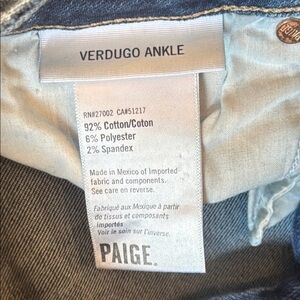 VERDUGO ANKLE
RN#27002 CA#51217
92% Cotton/Coton
6% Polyester
2% Spandex
Made in Mexico of Imported
fabric and components.
See care on reverse.
Fabriqué aux Mexique à partir
de tissus et composants
importés
Voir le soin sur l'inverse.
PAIGE.